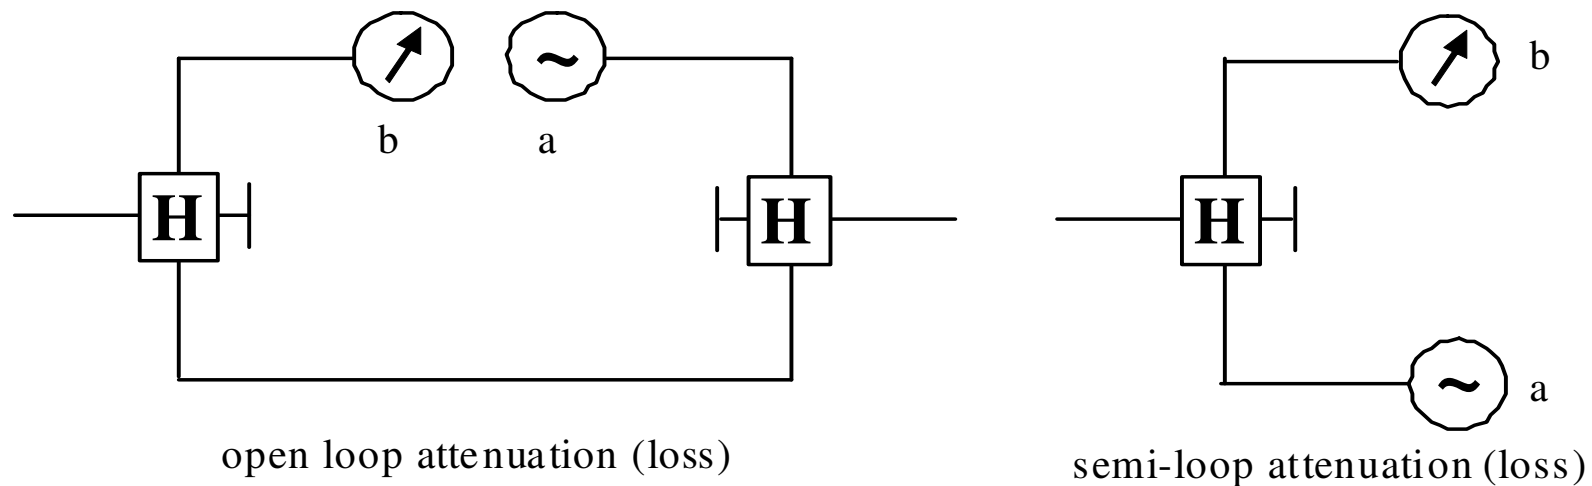 b a
H H
open loop attenuation (loss)
b
H
a
semi-loop attenuation (loss)